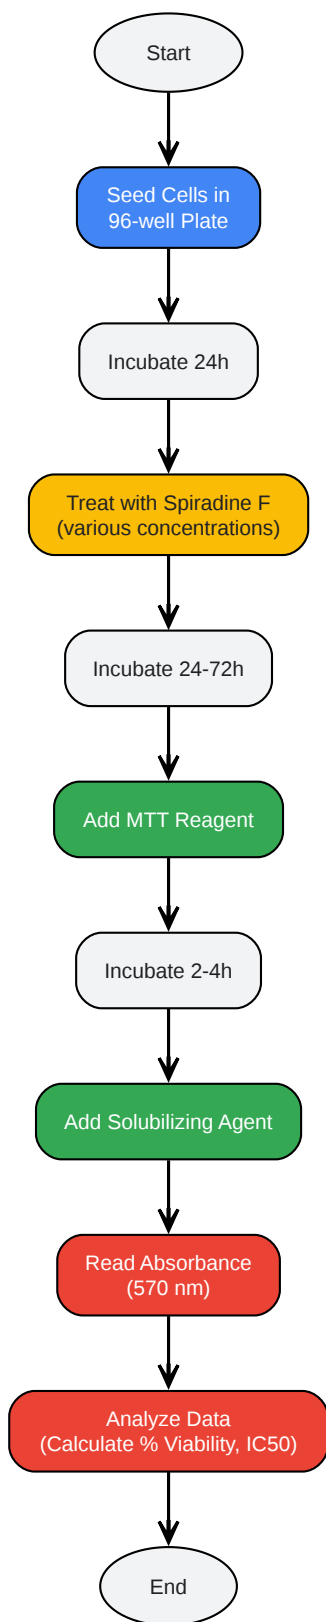 Start
Seed Cells in
96-well Plate
Incubate 24h
Treat with Spiradine F
(various concentrations)
Incubate 24-72h
Add MTT Reagent
Incubate 2-4h
Add Solubilizing Agent
Read Absorbance
(570 nm)
Analyze Data
(Calculate % Viability, IC50)
End